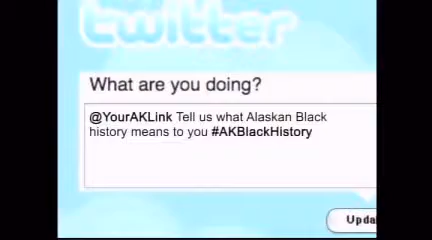 twitter
What are you doing?
@YourAKLink Tell us what Alaskan Black
history means to you #AKBlackHistory
Upda